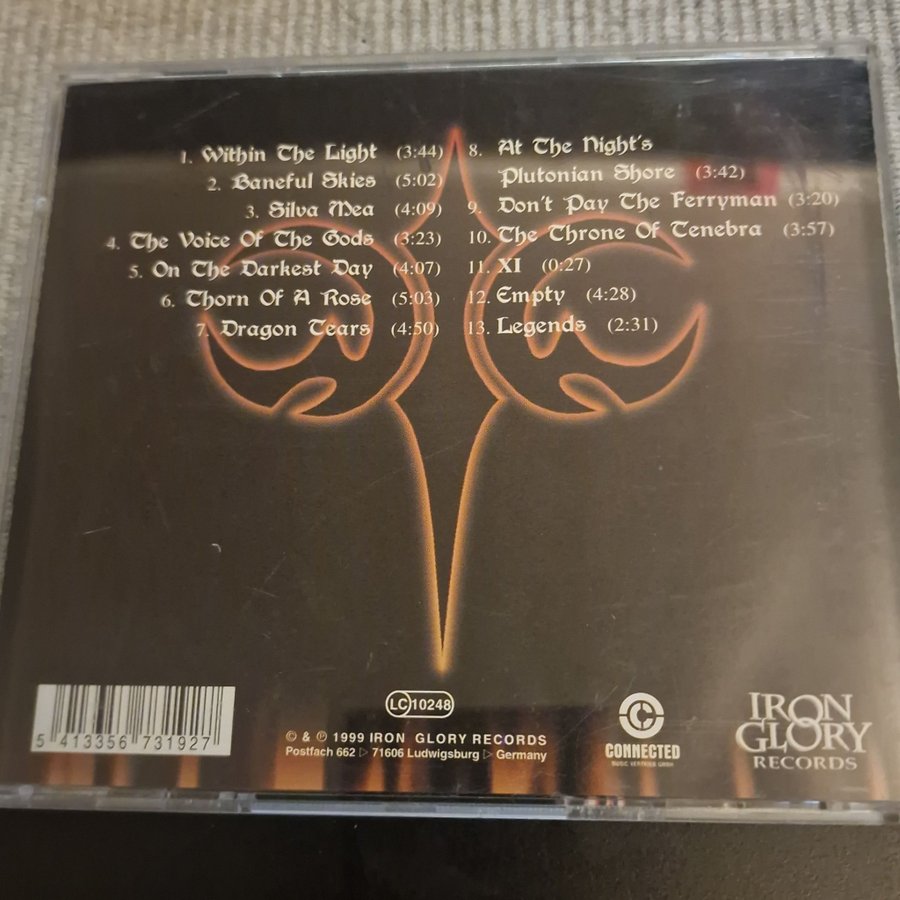 1. Within The Light (3:44)
2. Baneful Skies (5:02)
3. Silva Mea (4:09)
4. The Voice Of The Gods (3:23)
5. On The Darkest Day (4:07)
6. Thorn Of A Rose (5:03)
7. Dragon Tears (4:50)
8. At The Night's
Plutonian Shore (3:42)
9. Don't Pay The Ferryman (3:20)
10. The Throne Of Tenebra (3:57)
11. XI (0:27)
12. Empty (4:28)
13. Legends (2:31)
5 413356 731927
LC 10248
© & ℗ 1999 IRON GLORY RECORDS
Postfach 662 ▷ 71606 Ludwigsburg ▷ Germany
CONNECTED
MUSIC VERTRIEB GMBH
IRON
GLORY
RECORDS